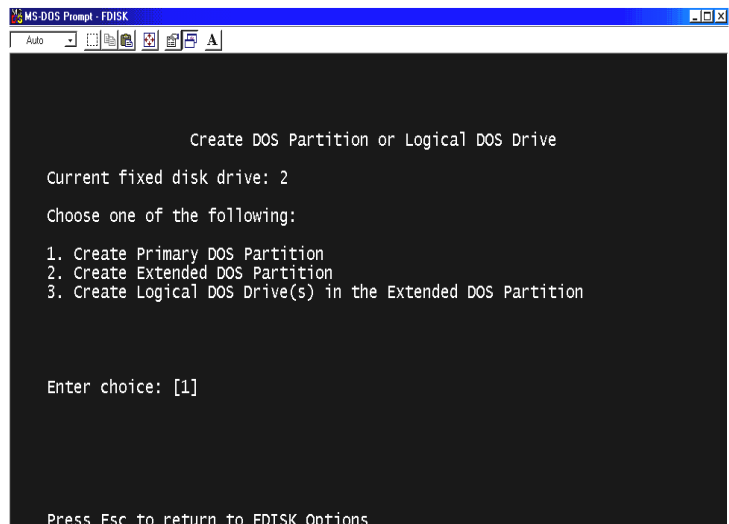 MS-DOS Prompt - FDISK
Auto
A
Create DOS Partition or Logical DOS Drive
Current fixed disk drive: 2
Choose one of the following:
1. Create Primary DOS Partition
2. Create Extended DOS Partition
3. Create Logical DOS Drive(s) in the Extended DOS Partition
Enter choice: [1]
Press Esc to return to FDISK Options